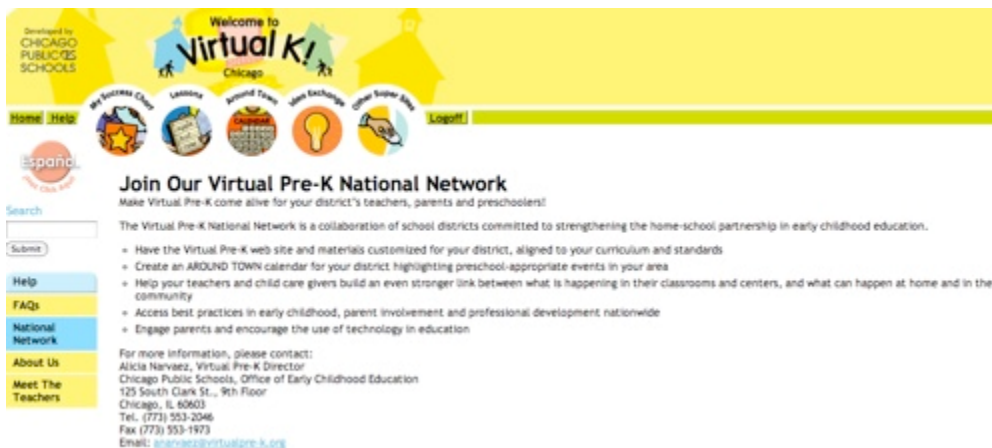 Developed by
CHICAGO
PUBLIC CPS
SCHOOLS
Welcome to
Virtual K!
Chicago
My Success Chart
Lessons
Around Town
Idea Exchange
Other Super Sites
CALENDAR
Home Help
Logoff
Español
Search
Submit
Help
FAQs
National
Network
About Us
Meet The
Teachers
Join Our Virtual Pre-K National Network
Make Virtual Pre-K come alive for your district's teachers, parents and preschoolers!
The Virtual Pre-K National Network is a collaboration of school districts committed to strengthening the home-school partnership in early childhood education.
Have the Virtual Pre-K web site and materials customized for your district, aligned to your curriculum and standards
Create an AROUND TOWN calendar for your district highlighting preschool-appropriate events in your area
Help your teachers and child care givers build an even stronger link between what is happening in their classrooms and centers, and what can happen at home and in the
community
Access best practices in early childhood, parent involvement and professional development nationwide
Engage parents and encourage the use of technology in education
For more information, please contact:
Alicia Narvaez, Virtual Pre-K Director
Chicago Public Schools, Office of Early Childhood Education
125 South Clark St., 9th Floor
Chicago, IL 60603
Tel. (773) 553-2046
Fax (773) 553-1973
Email: anarvaez@virtualpre-k.org